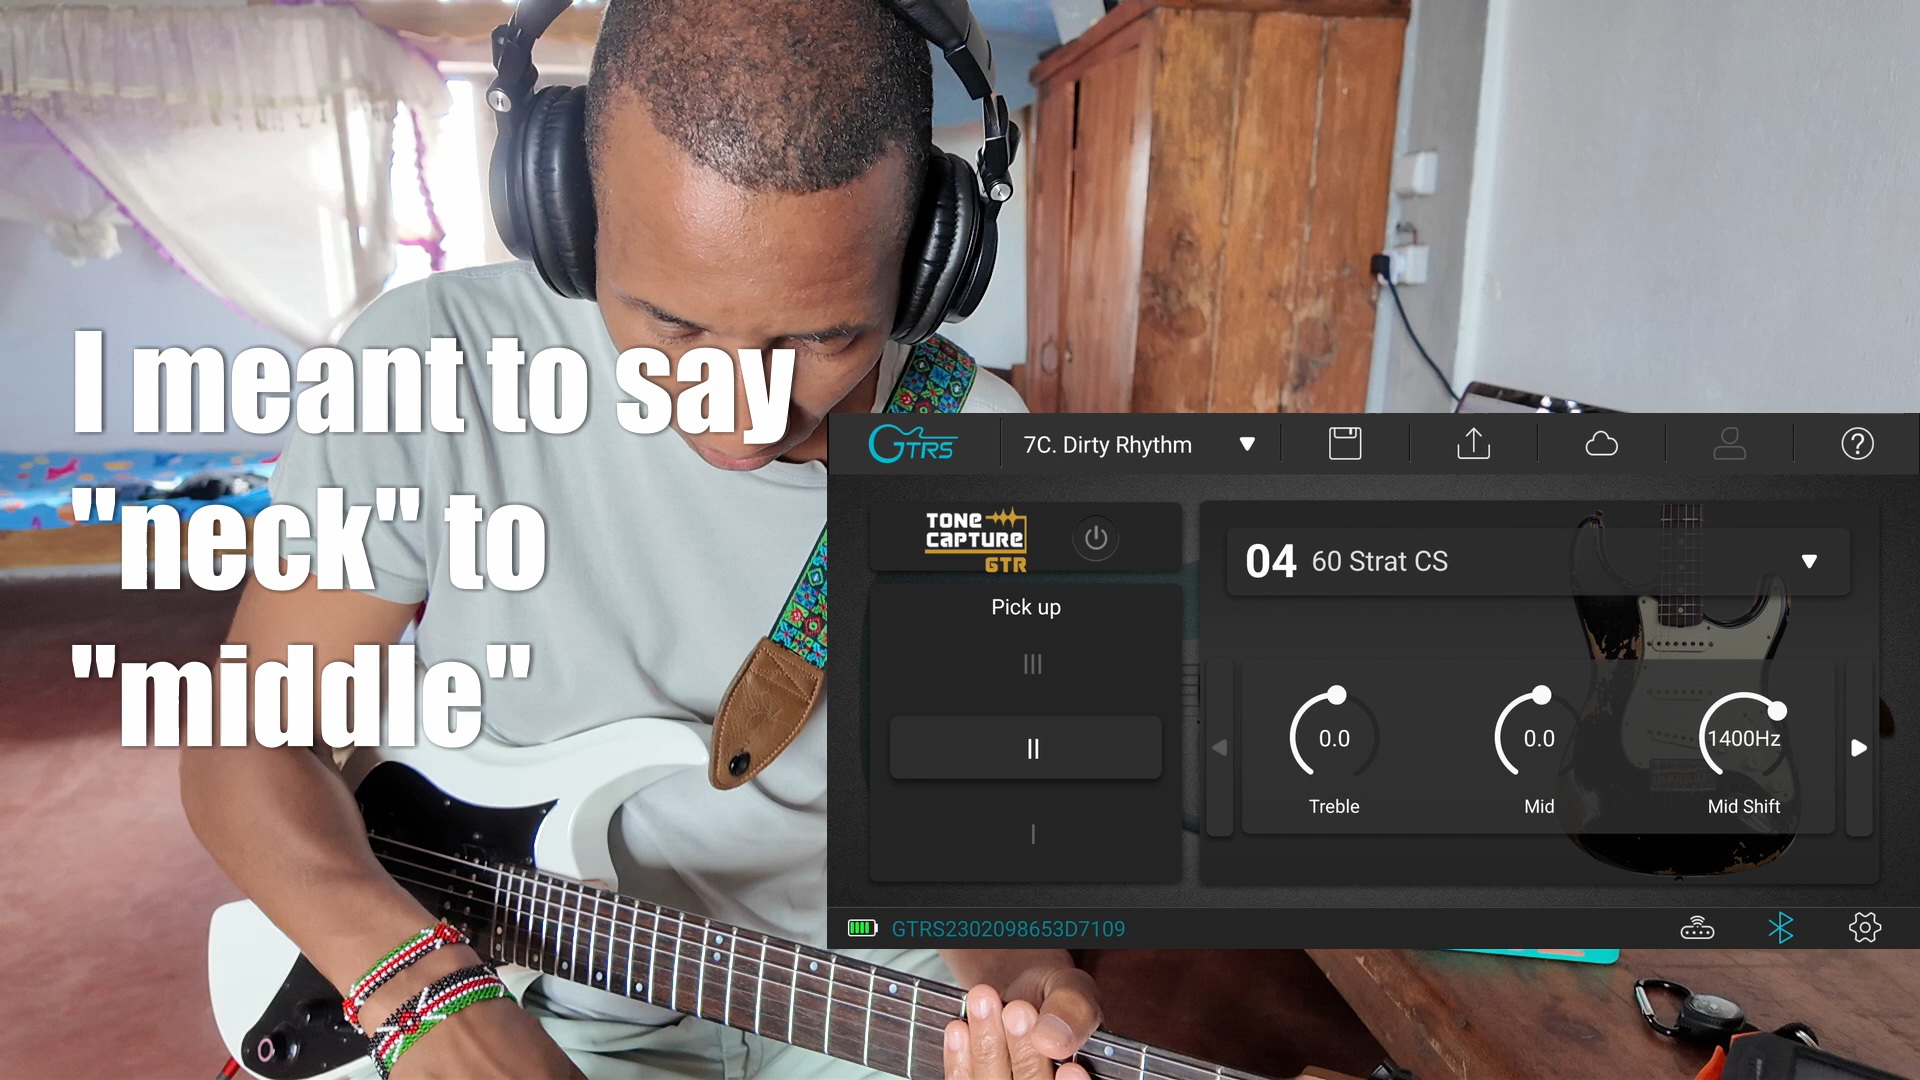 I meant to say
"neck" to
"middle"
GTRS
7C. Dirty Rhythm
TONE
CAPTURE
GTR
Pick up
III
II
I
04 60 Strat CS
0.0
0.0
1400Hz
Treble
Mid
Mid Shift
GTRS2302098653D7109
R